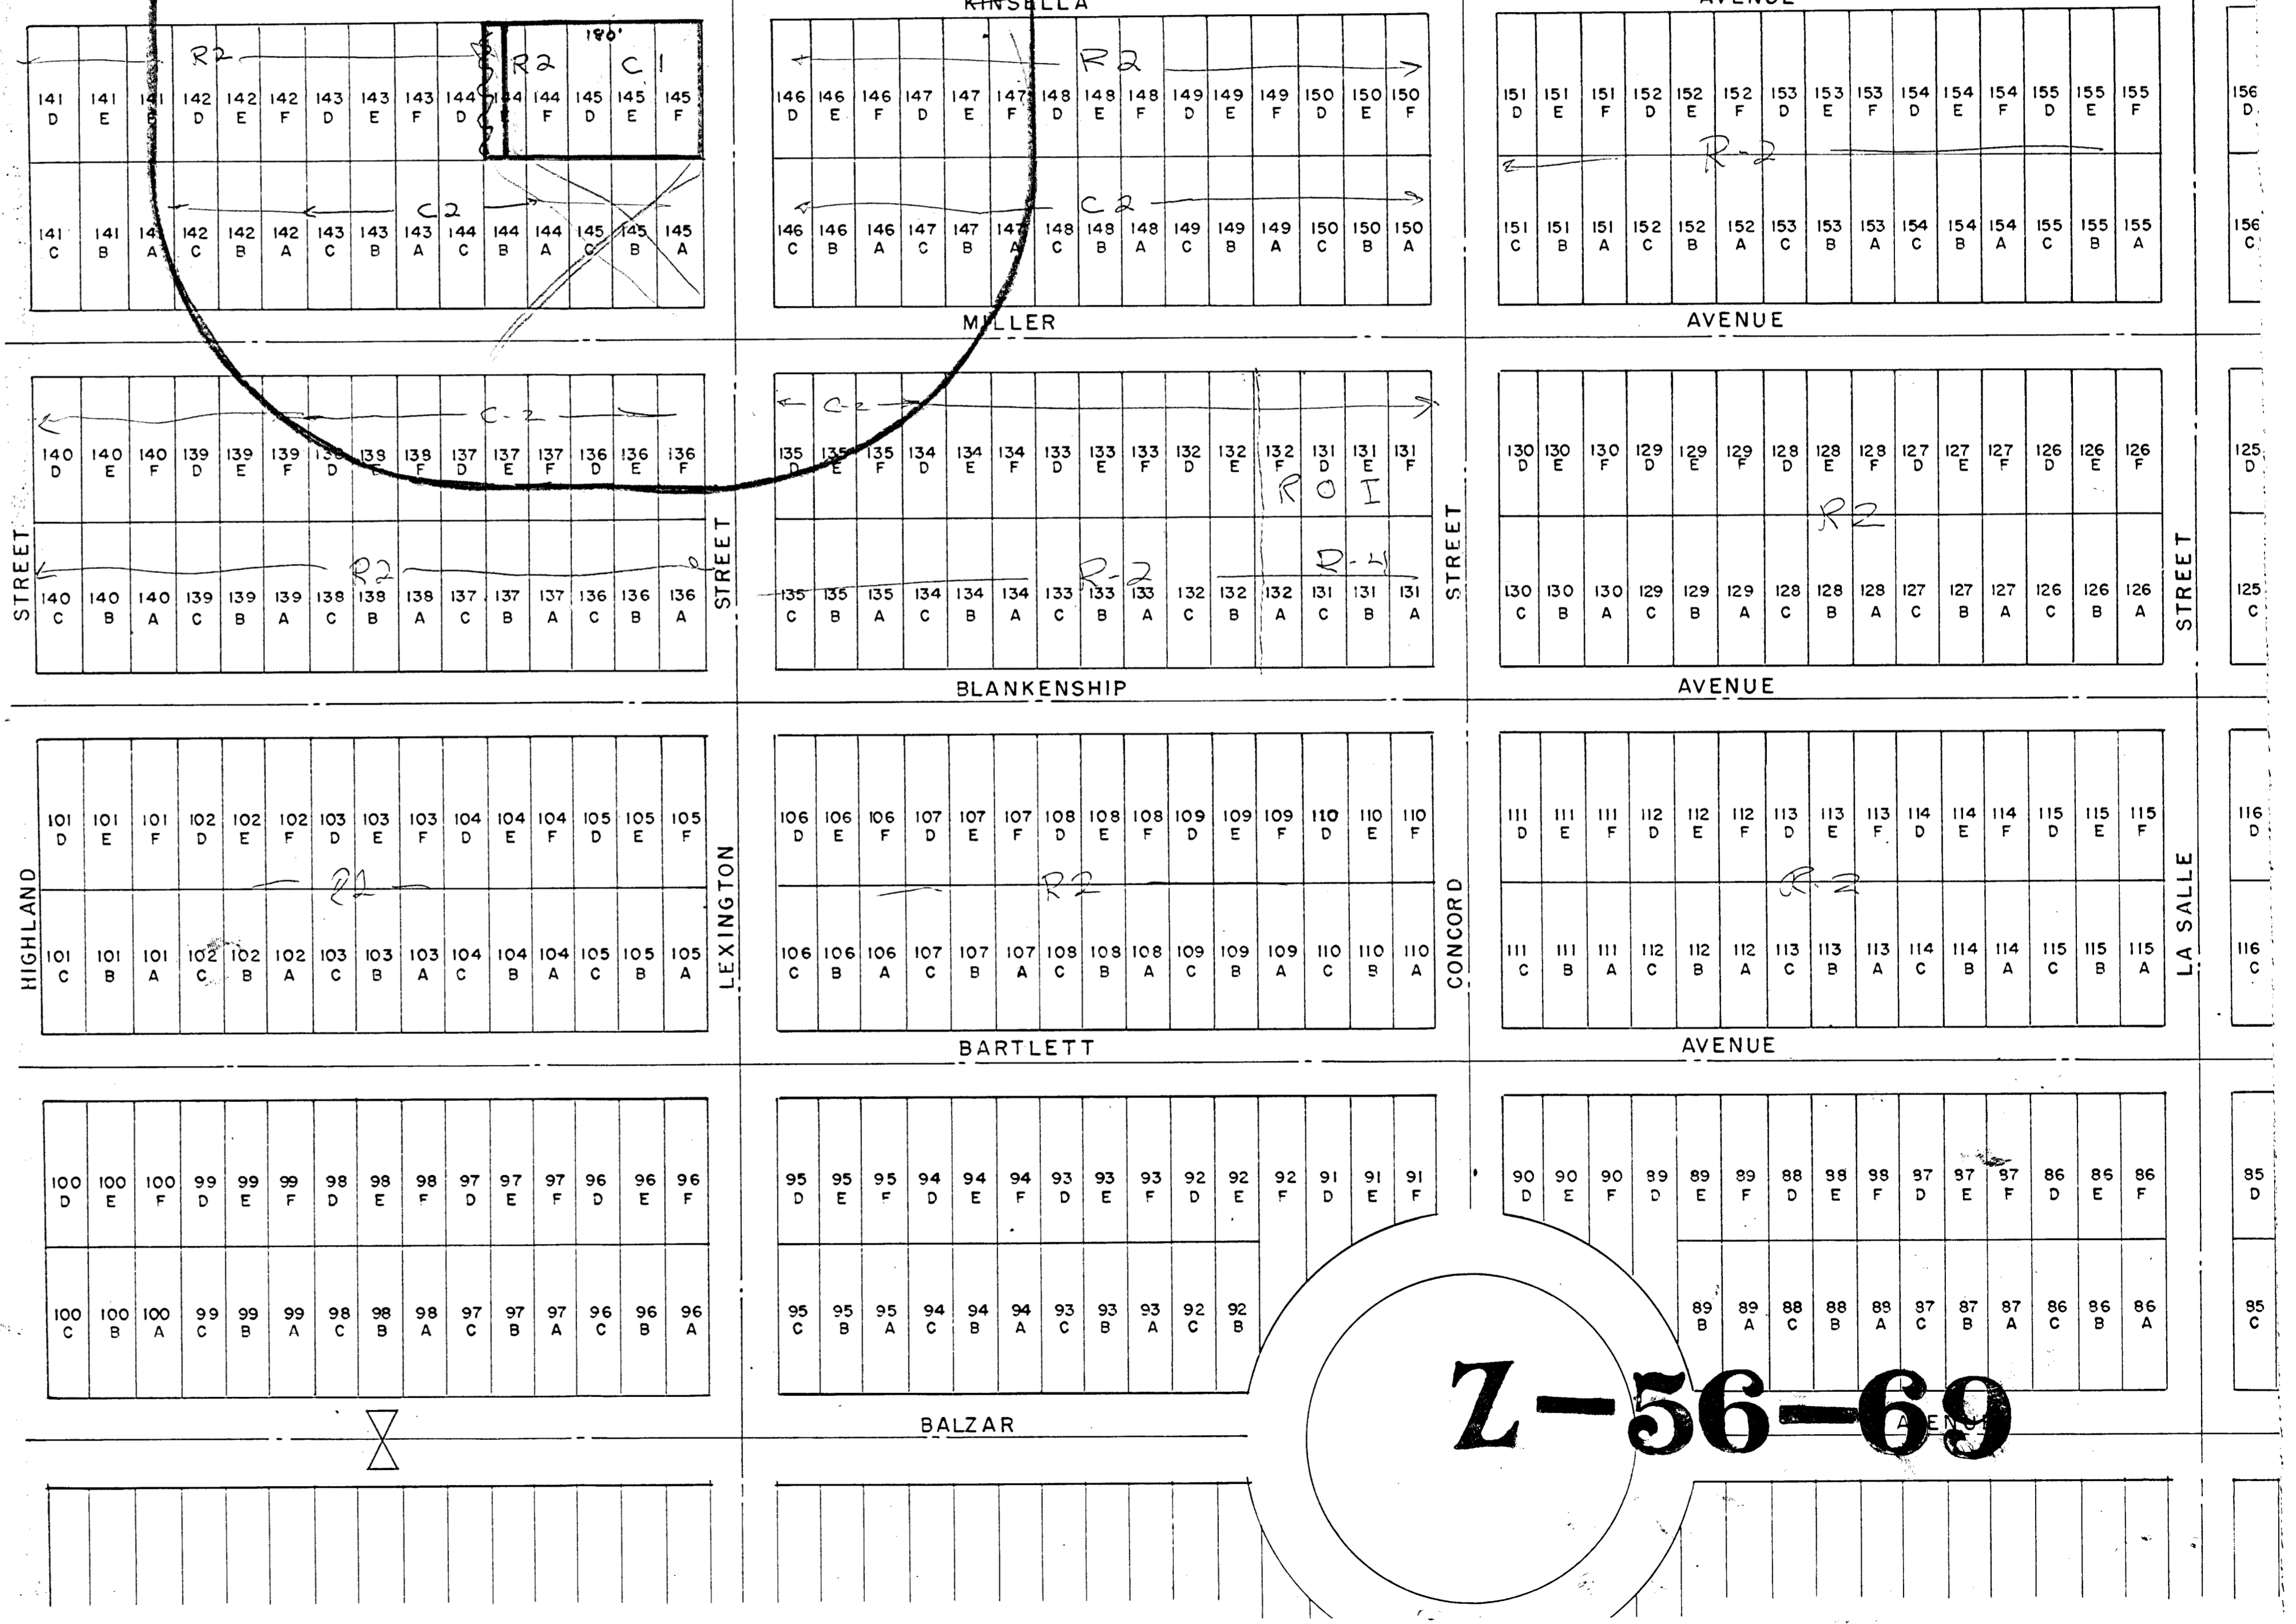 KINSELLA AVENUE
180'
R2 R2 C1 R2
141 141 142 142 142 143 143 143 144 144 145 145 145 146 146 146 147 147 147 148 148 148 149 149 149 150 150 150 151 151 151 152 152 152 153 153 153 154 154 154 155 155 155 156
D E D E F D E F D F D E F D E F D E F D E F D E F D E F D E F D E F D E F D E F D E F D
R-2
C2 C2
141 141 141 142 142 142 143 143 143 144 144 144 145 145 145 146 146 146 147 147 147 148 148 148 149 149 149 150 150 150 151 151 151 152 152 152 153 153 153 154 154 154 155 155 155 156
C B A C B A C B A C B A C B A C B A C B A C B A C B A C B A C B A C B A C B A C B A C B A C
MILLER AVENUE
C-2 C-2
140 140 140 139 139 139 138 138 138 137 137 137 136 136 136 135 135 135 134 134 134 133 133 133 132 132 132 131 131 131 130 130 130 129 129 129 128 128 128 127 127 127 126 126 126 125
D E F D E F D E F D E F D E F D E F D E F D E F D E F D E F D E F D E F D E F D E F D E F D
R O I
R2
STREET STREET STREET STREET
R2 R-2 R-4
140 140 140 139 139 139 138 138 138 137 137 137 136 136 136 135 135 135 134 134 134 133 133 133 132 132 132 131 131 131 130 130 130 129 129 129 128 128 128 127 127 127 126 126 126 125
C B A C B A C B A C B A C B A C B A C B A C B A C B A C B A C B A C B A C B A C B A C B A C
BLANKENSHIP AVENUE
101 101 101 102 102 102 103 103 103 104 104 104 105 105 105 106 106 106 107 107 107 108 108 108 109 109 109 110 110 110 111 111 111 112 112 112 113 113 113 114 114 114 115 115 115 116
D E F D E F D E F D E F D E F D E F D E F D E F D E F D E F D E F D E F D E F D E F D E F D
R2 R2 R-2
HIGHLAND LEXINGTON CONCORD LA SALLE
101 101 101 102 102 102 103 103 103 104 104 104 105 105 105 106 106 106 107 107 107 108 108 108 109 109 109 110 110 110 111 111 111 112 112 112 113 113 113 114 114 114 115 115 115 116
C B A C B A C B A C B A C B A C B A C B A C B A C B A C B A C B A C B A C B A C B A C B A C
BARTLETT AVENUE
100 100 100 99 99 99 98 98 98 97 97 97 96 96 96 95 95 95 94 94 94 93 93 93 92 92 92 91 91 91 90 90 90 89 89 89 88 88 88 87 87 87 86 86 86 85
D E F D E F D E F D E F D E F D E F D E F D E F D E F D E F D E F D E F D E F D E F D E F D
100 100 100 99 99 99 98 98 98 97 97 97 96 96 96 95 95 95 94 94 94 93 93 93 92 92 89 89 88 88 88 87 87 87 86 86 86 85
C B A C B A C B A C B A C B A C B A C B A C B A C B B A C B A C B A C B A C
BALZAR AVENUE
Z-56-69